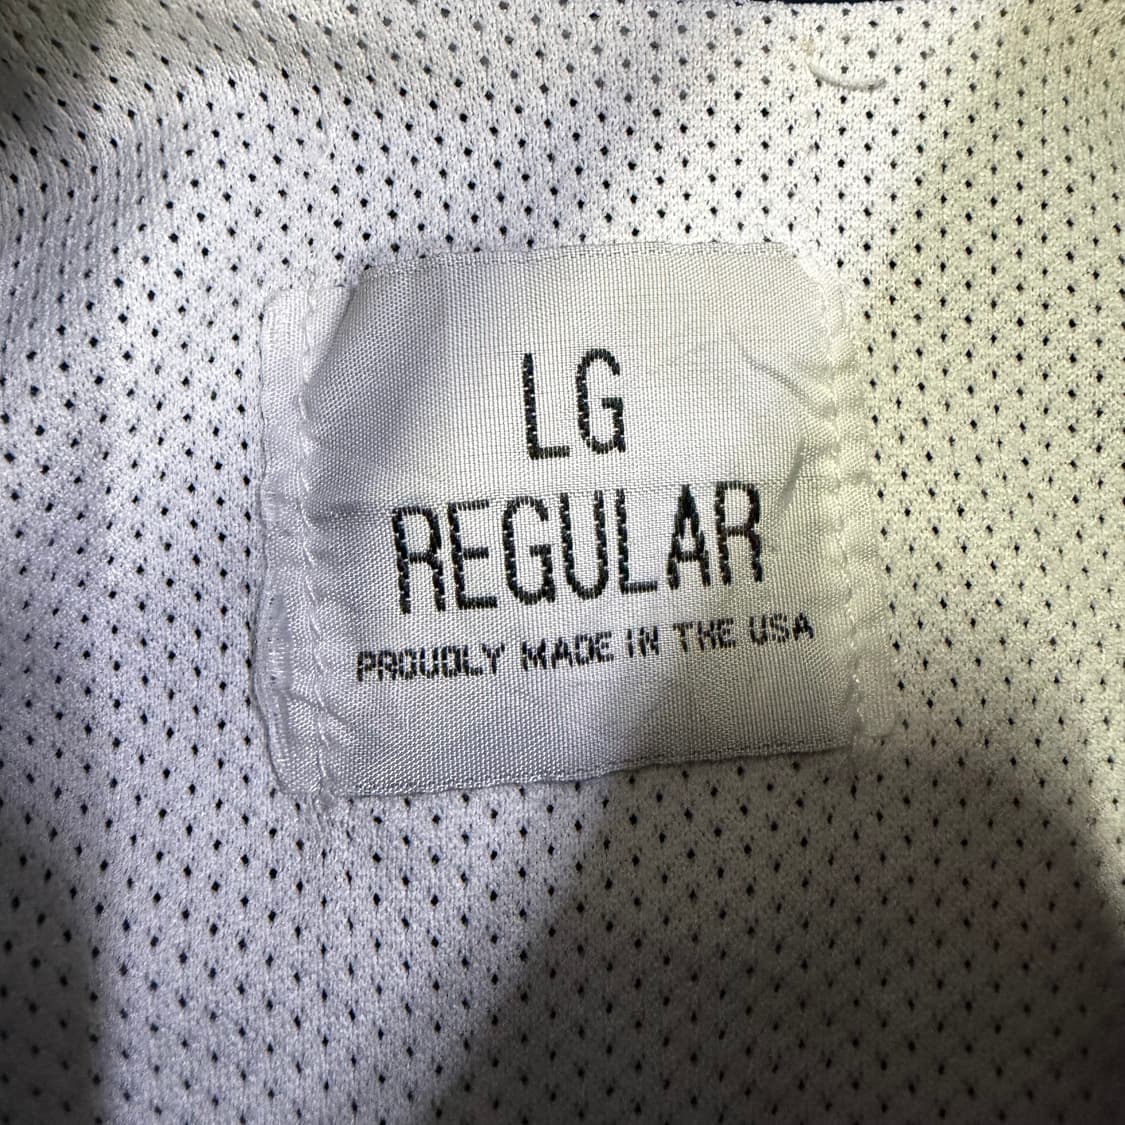 LG
REGULAR
PROUDLY MADE IN THE USA